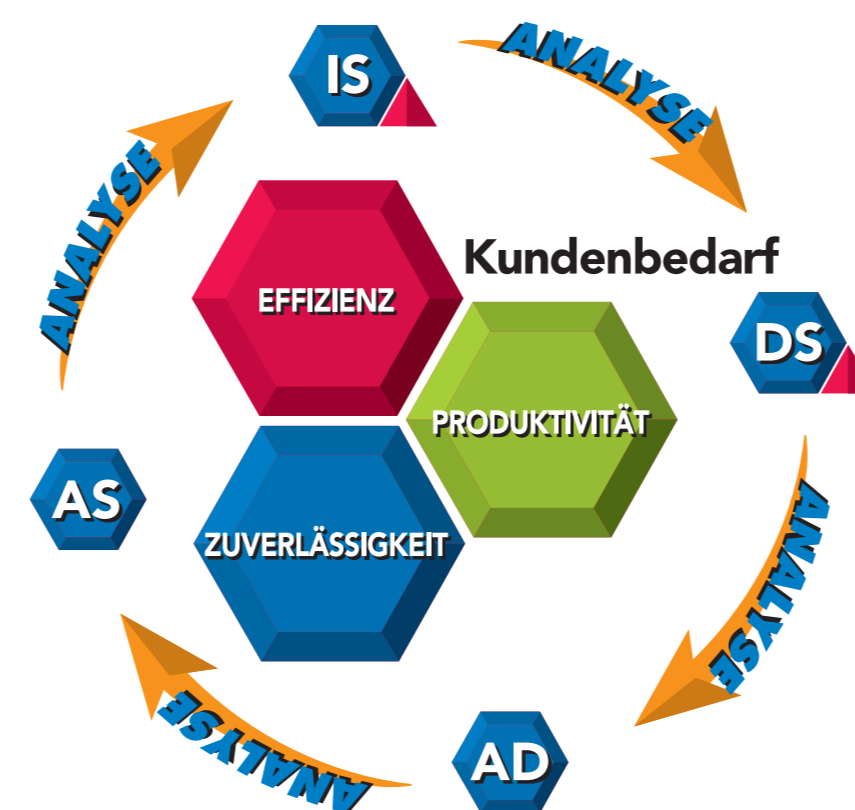 IS
ANALYSE
ANALYSE
Kundenbedarf
EFFIZIENZ
DS
PRODUKTIVITÄT
AS
ZUVERLÄSSIGKEIT
ANALYSE
ANALYSE
AD